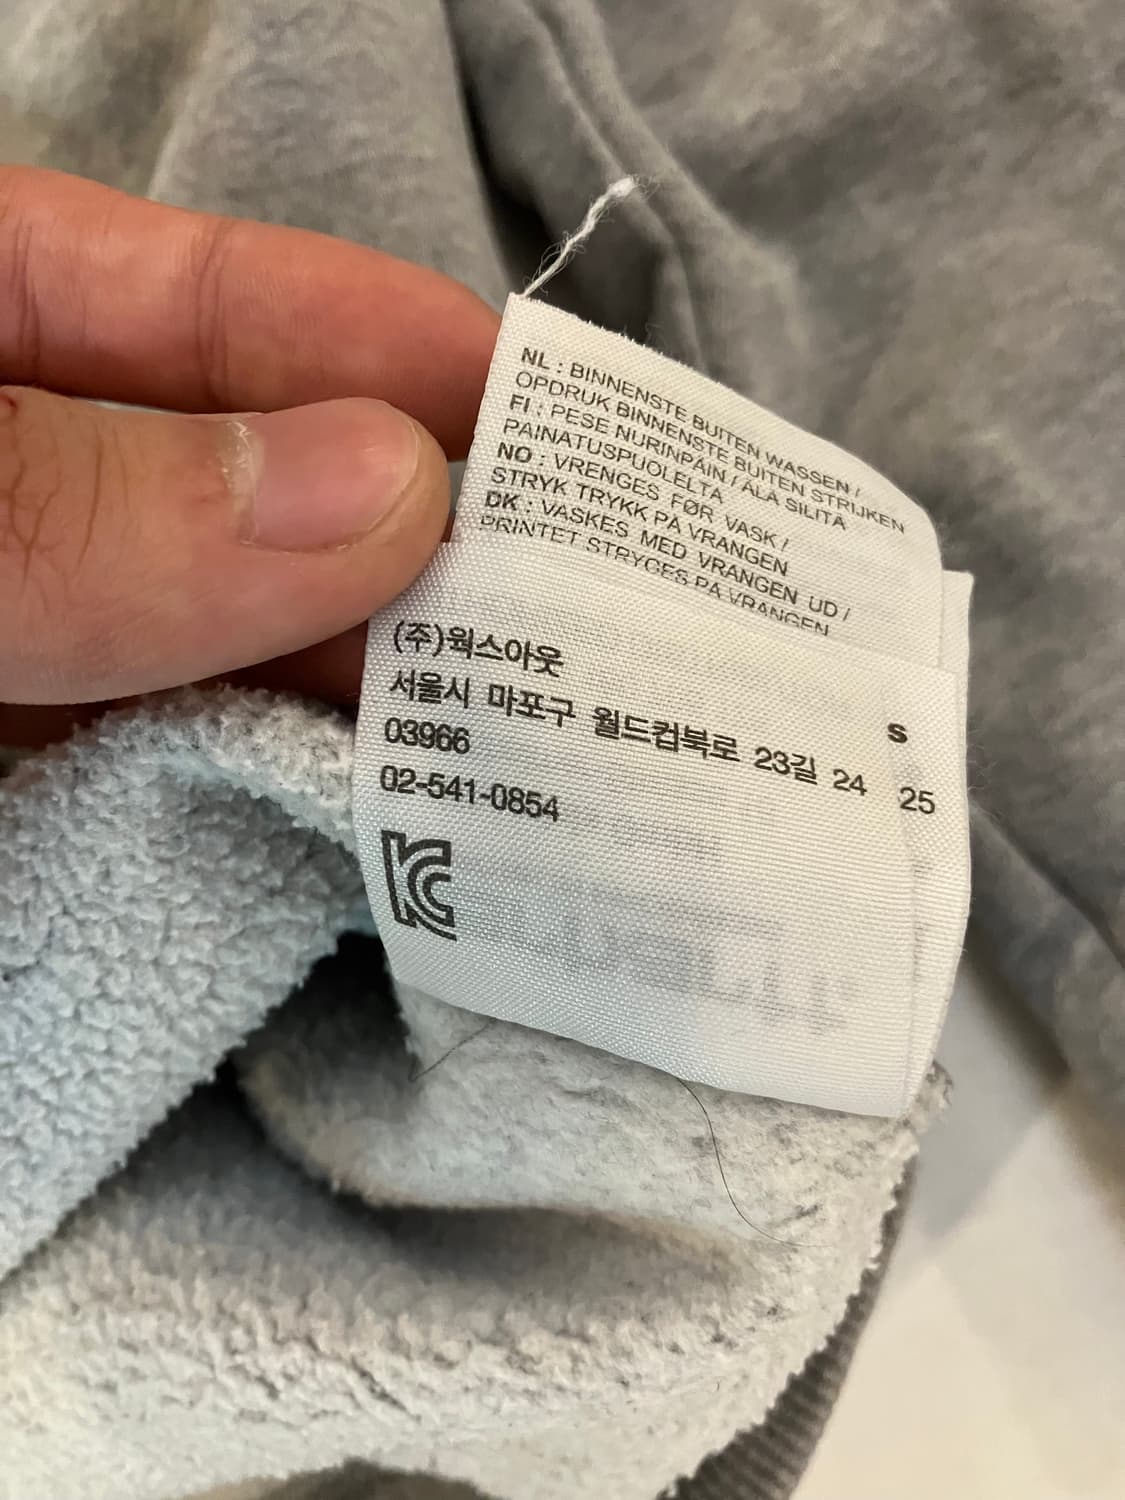 NL : BINNENSTE BUITEN WASSEN /
OPDRUK BINNENSTE BUITEN STRIJKEN
FI : PESE NURINPÄIN / ÄLÄ SILITÄ
PAINATUSPUOLELTA
NO : VRENGES FØR VASK /
STRYK TRYKK PÅ VRANGEN
DK : VASKES MED VRANGEN UD /
PRINTET STRYGES PÅ VRANGEN
(주)웍스아웃
서울시 마포구 월드컵북로 23길 24
03966
02-541-0854
KC
S
25